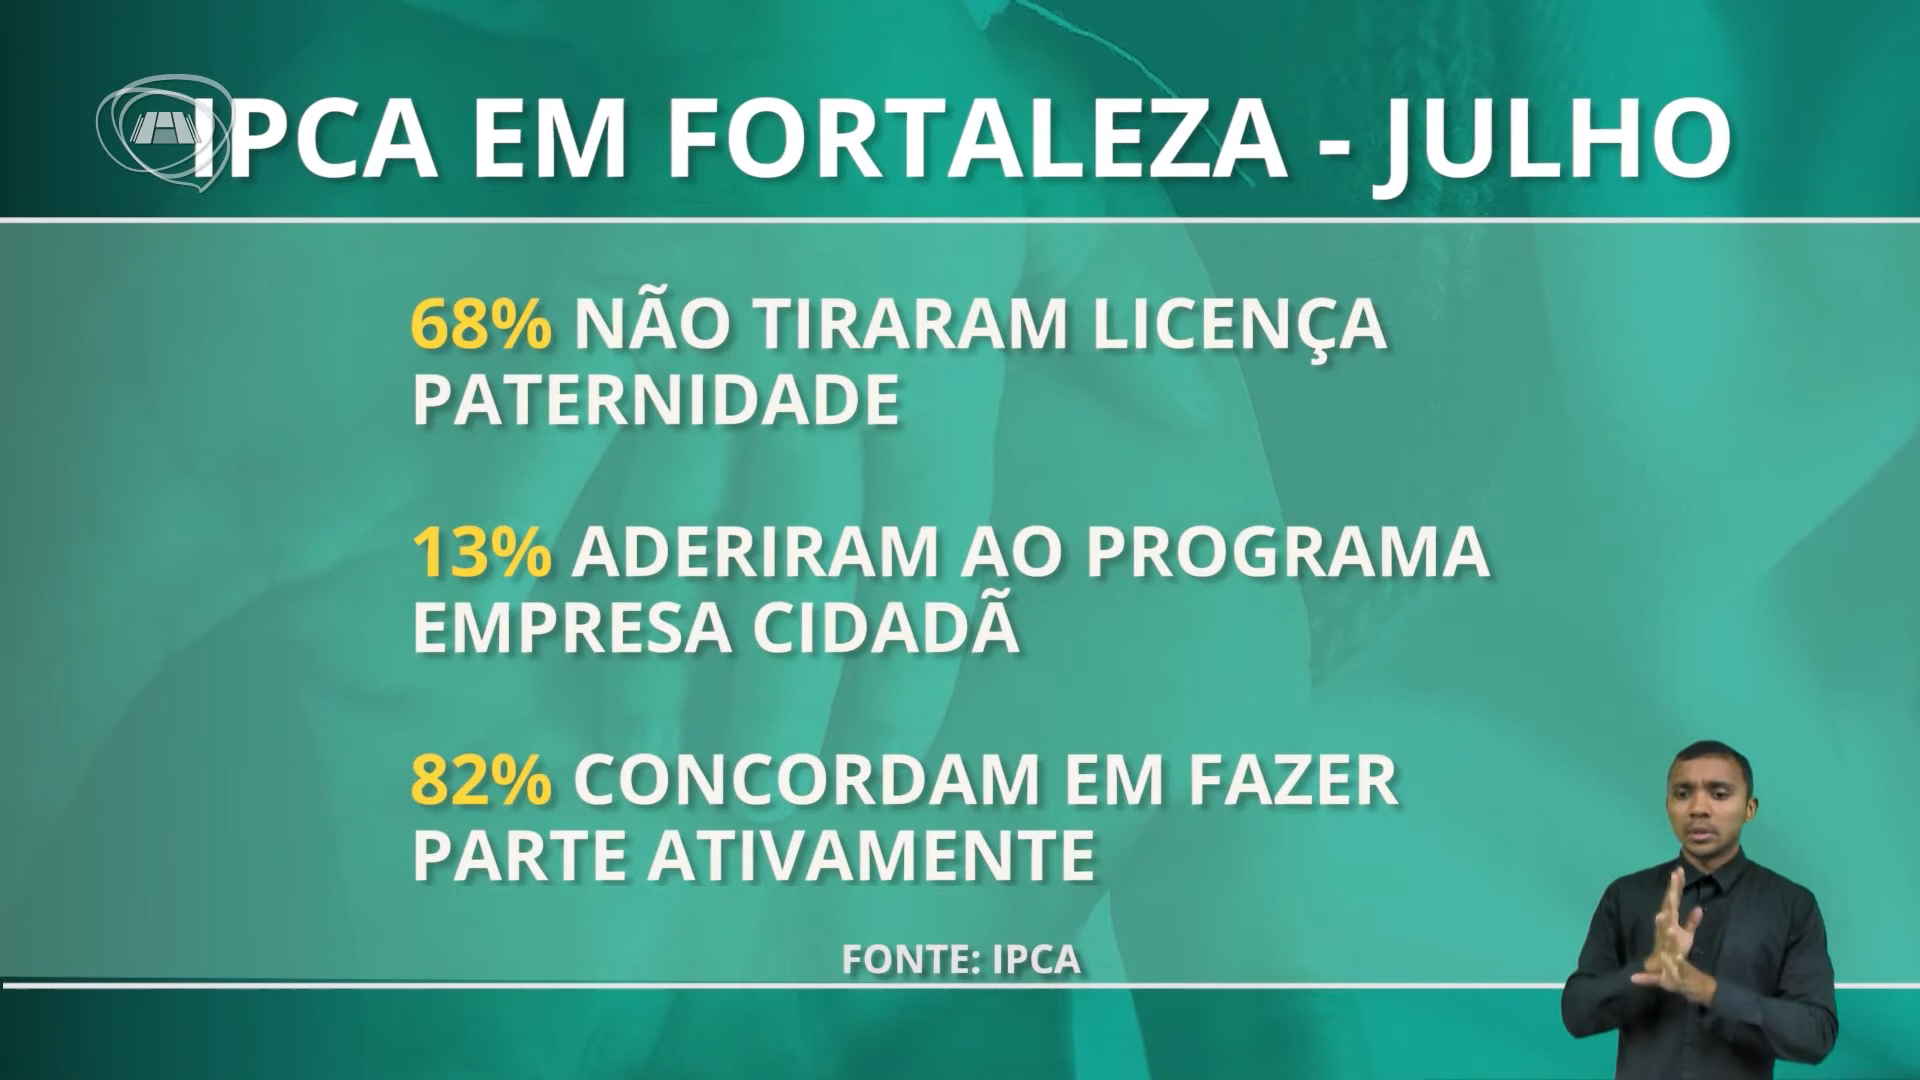 IPCA EM FORTALEZA - JULHO
68% NÃO TIRARAM LICENÇA
PATERNIDADE
13% ADERIRAM AO PROGRAMA
EMPRESA CIDADÃ
82% CONCORDAM EM FAZER
PARTE ATIVAMENTE
FONTE: IPCA